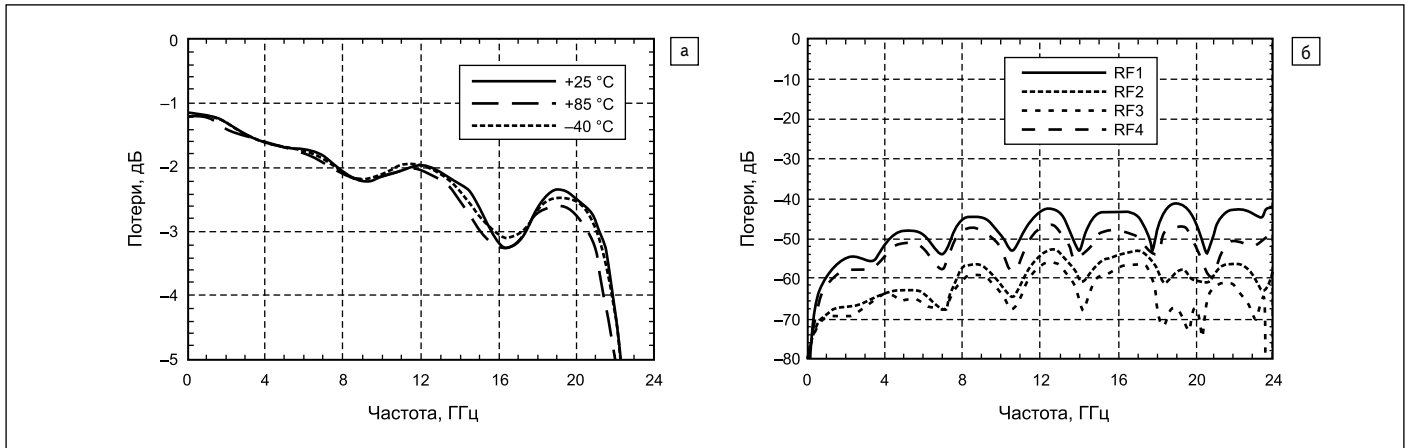 а
Потери, дБ
0
–1
–2
–3
–4
–5
+25 °C
+85 °C
–40 °C
0 4 8 12 16 20 24
Частота, ГГц
б
Потери, дБ
0
–10
–20
–30
–40
–50
–60
–70
–80
RF1
RF2
RF3
RF4
0 4 8 12 16 20 24
Частота, ГГц